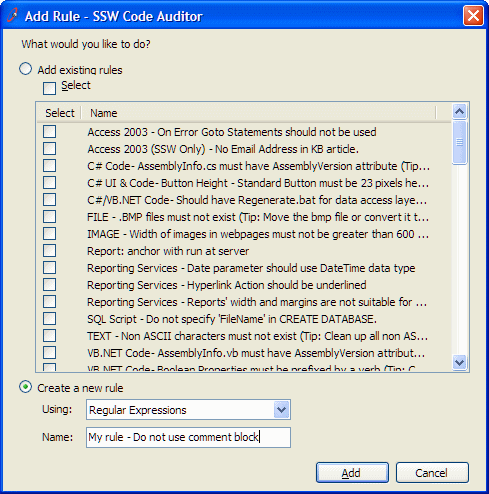 Add Rule - SSW Code Auditor
What would you like to do?
Add existing rules
Select
Select Name
Access 2003 - On Error Goto Statements should not be used
Access 2003 (SSW Only) - No Email Address in KB article.
C# Code- AssemblyInfo.cs must have AssemblyVersion attribute (Tip...
C# UI & Code- Button Height - Standard Button must be 23 pixels he...
C#/VB.NET Code- Should have Regenerate.bat for data access laye...
FILE - .BMP files must not exist (Tip: Move the bmp file or convert it t...
IMAGE - Width of images in webpages must not be greater than 600 ...
Report: anchor with run at server
Reporting Services - Date parameter should use DateTime data type
Reporting Services - Hyperlink Action should be underlined
Reporting Services - Reports' width and margins are not suitable for ...
SQL Script - Do not specify 'FileName' in CREATE DATABASE.
TEXT - Non ASCII characters must not exist (Tip: Clean up all non AS...
VB.NET Code- AssemblyInfo.vb must have AssemblyVersion attribut...
VB.NET Code- Boolean Properties must be prefixed by a verb (Tip: C...
Create a new rule
Using: Regular Expressions
Name: My rule - Do not use comment block
Add Cancel